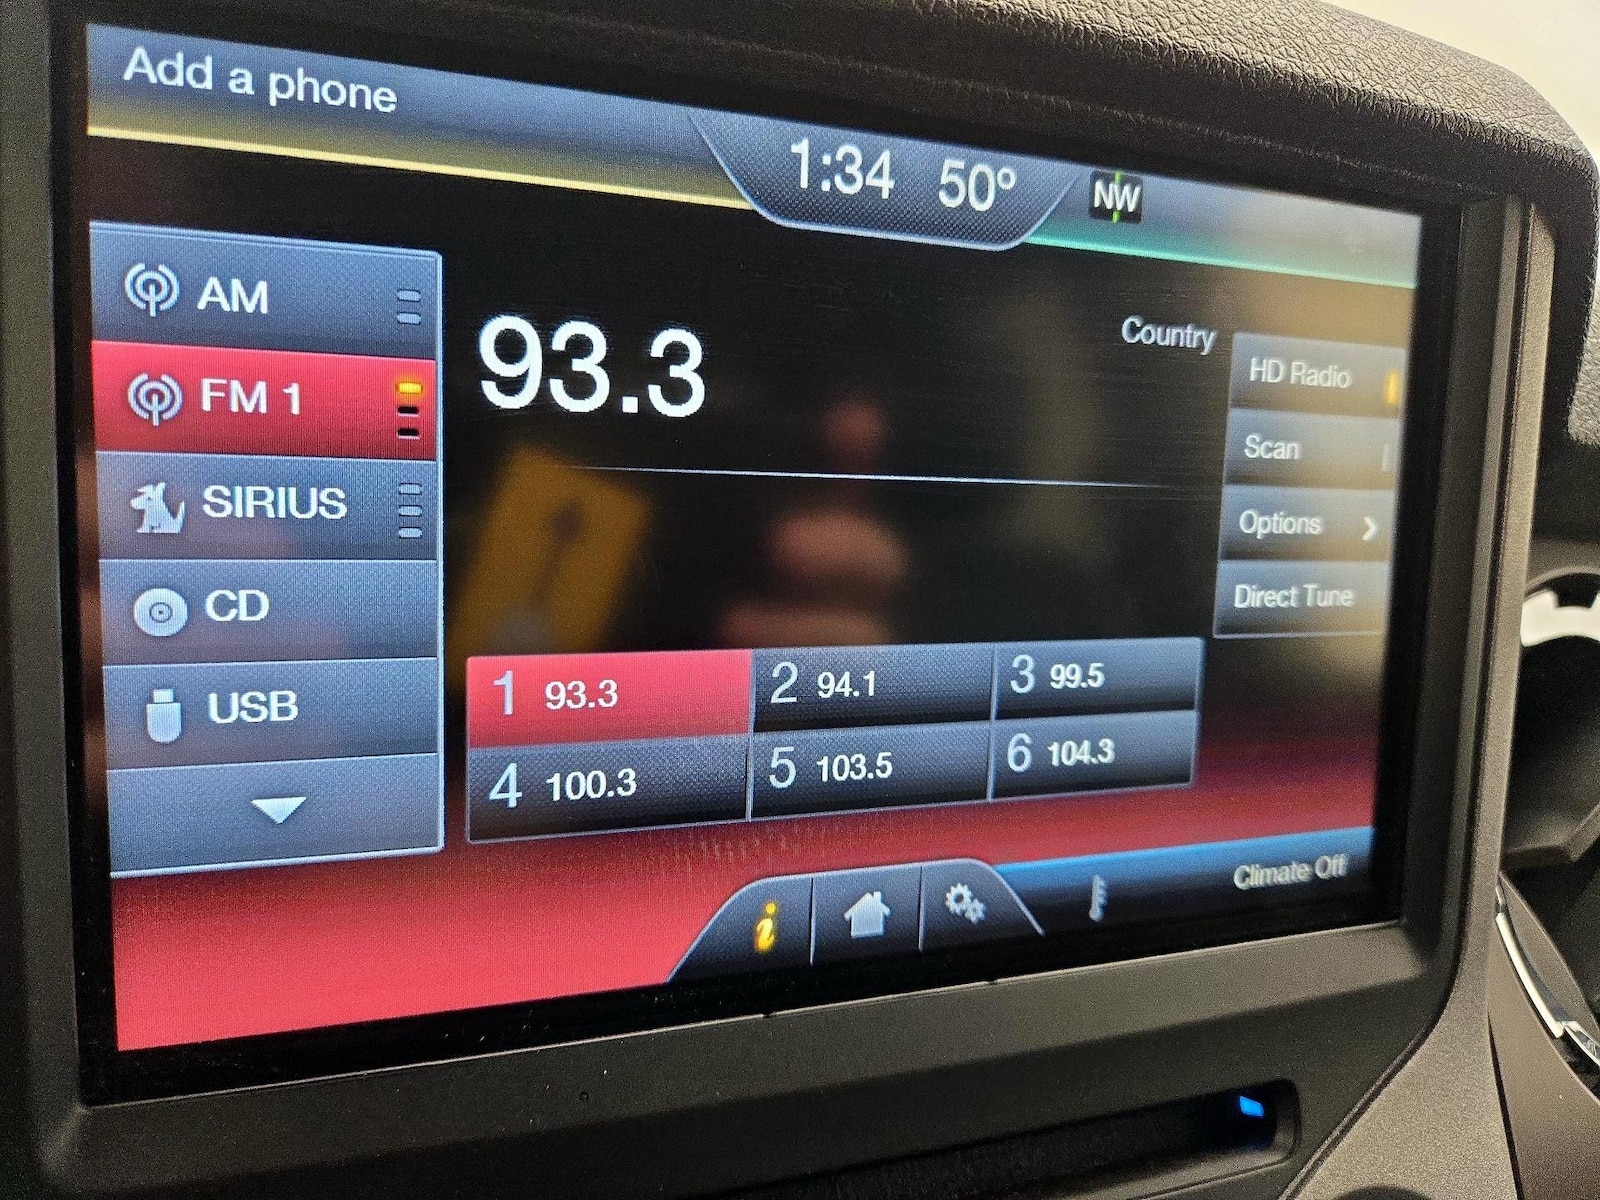 Add a phone
1:34 50° NW
AM
FM 1
SIRIUS
CD
USB
93.3
Country
HD Radio
Scan
Options
Direct Tune
1 93.3
2 94.1
3 99.5
4 100.3
5 103.5
6 104.3
i
Climate Off